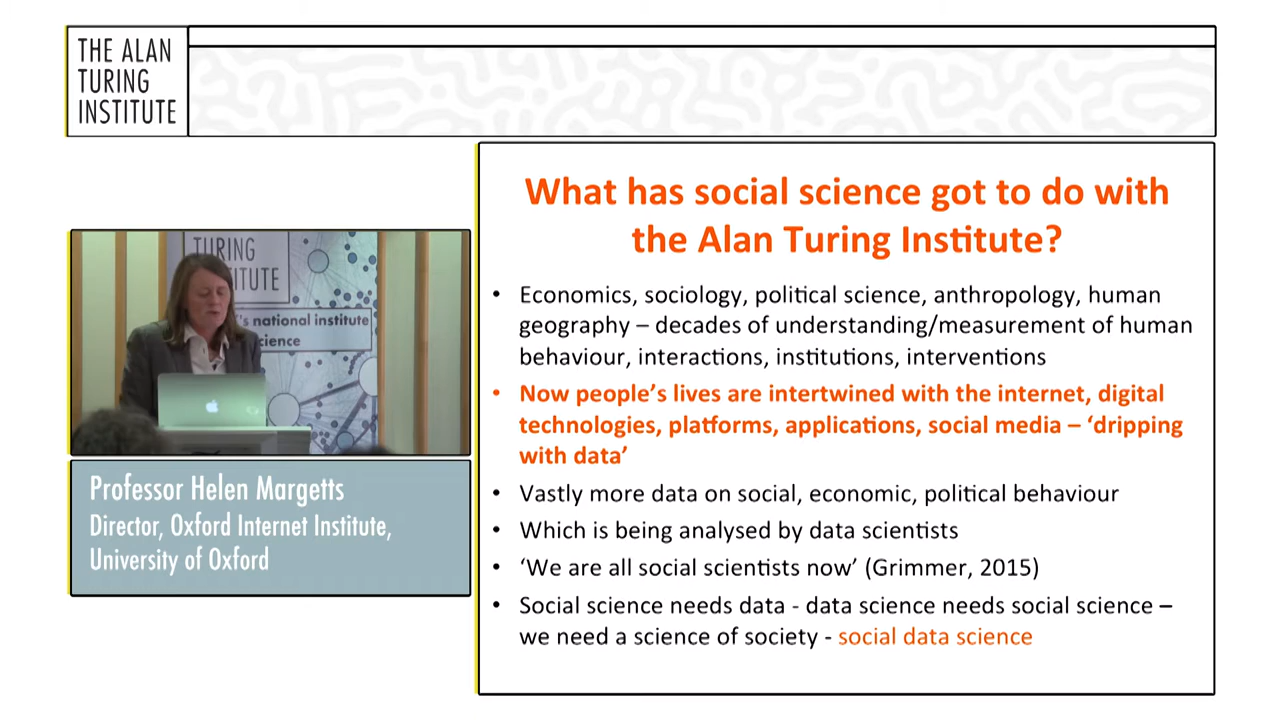 THE ALAN
TURING
INSTITUTE
What has social science got to do with
the Alan Turing Institute?
• Economics, sociology, political science, anthropology, human
geography – decades of understanding/measurement of human
behaviour, interactions, institutions, interventions
• Now people's lives are intertwined with the internet, digital
technologies, platforms, applications, social media – 'dripping
with data'
• Vastly more data on social, economic, political behaviour
• Which is being analysed by data scientists
• 'We are all social scientists now' (Grimmer, 2015)
• Social science needs data - data science needs social science –
we need a science of society - social data science
TURING
TITUTE
's national institute
cience
Professor Helen Margetts
Director, Oxford Internet Institute,
University of Oxford